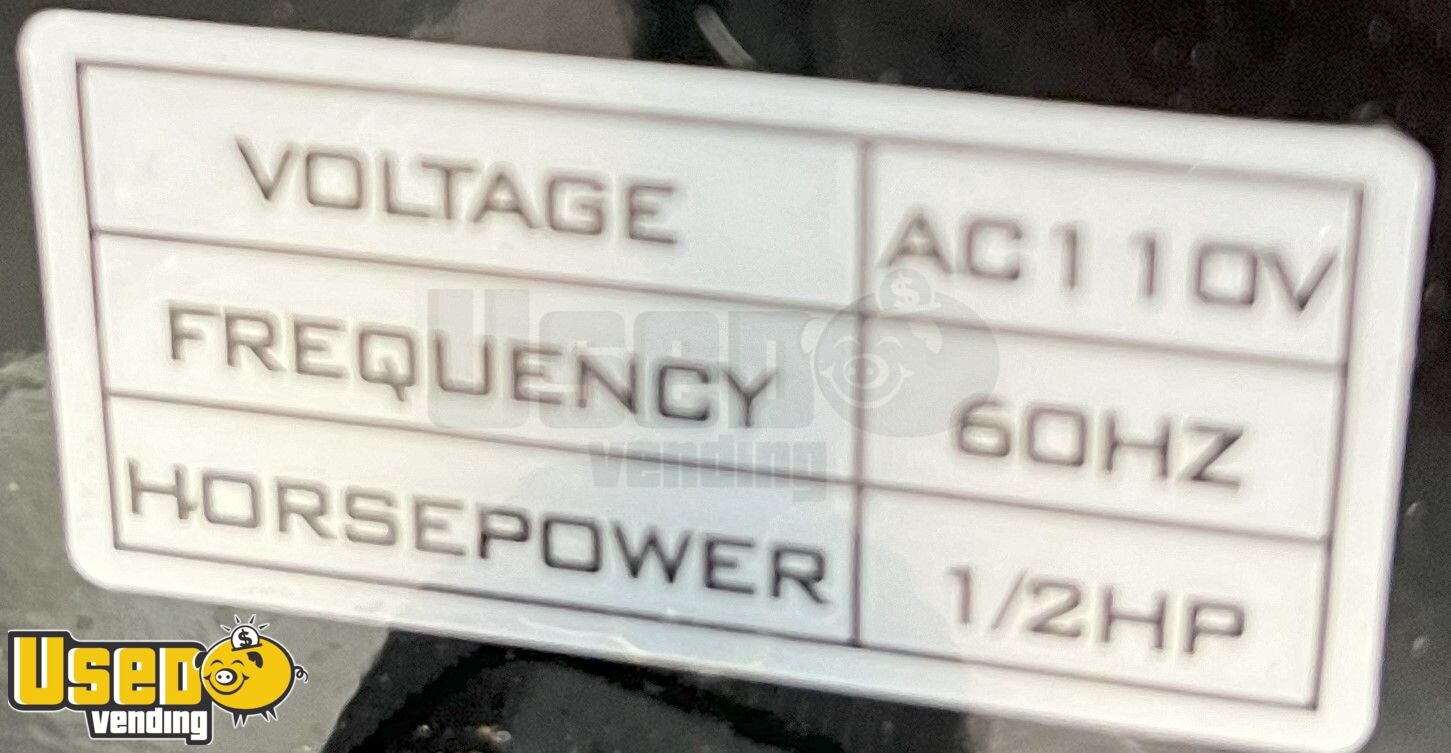 VOLTAGE AC110V
FREQUENCY 60HZ
HORSEPOWER 1/2HP
Used vending
$
Used
vending
$